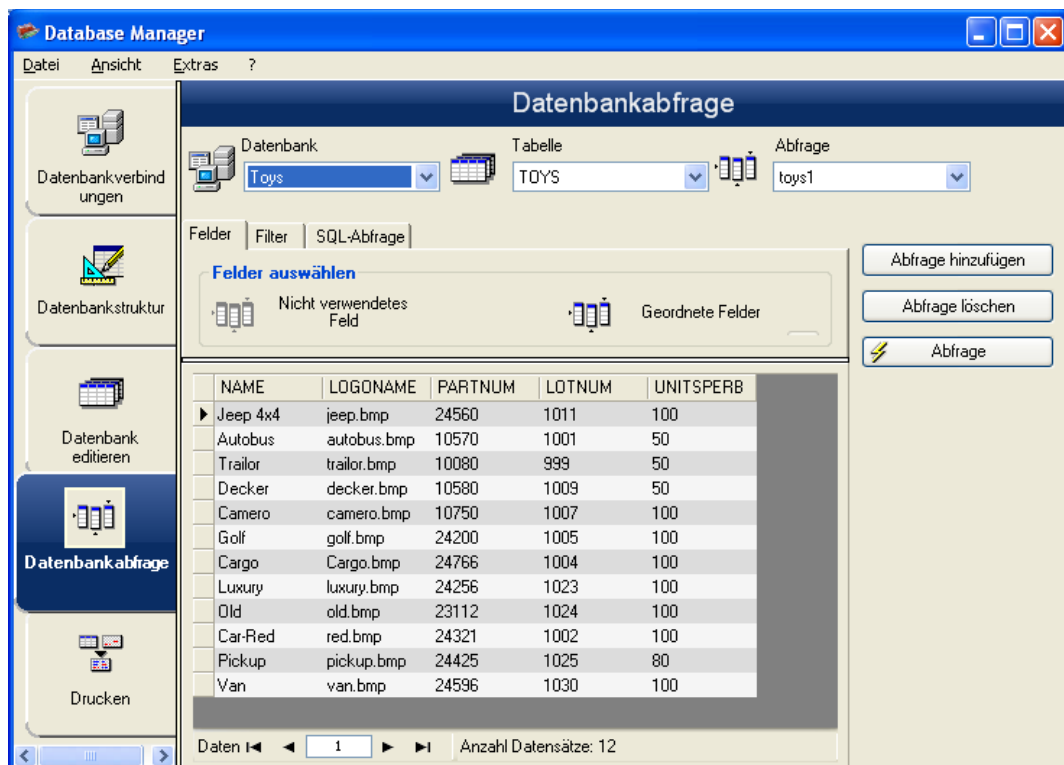 Database Manager
Datei Ansicht Extras ?
Datenbankabfrage
Datenbankverbind
ungen
Datenbankstruktur
Datenbank
editieren
Datenbankabfrage
Drucken
Datenbank Tabelle Abfrage
Toys TOYS toys1
Felder Filter SQL-Abfrage
Felder auswählen
Nicht verwendetes
Feld
Geordnete Felder
Abfrage hinzufügen
Abfrage löschen
Abfrage
NAME LOGONAME PARTNUM LOTNUM UNITSPERB
Jeep 4x4 jeep.bmp 24560 1011 100
Autobus autobus.bmp 10570 1001 50
Trailor trailor.bmp 10080 999 50
Decker decker.bmp 10580 1009 50
Camero camero.bmp 10750 1007 100
Golf golf.bmp 24200 1005 100
Cargo Cargo.bmp 24766 1004 100
Luxury luxury.bmp 24256 1023 100
Old old.bmp 23112 1024 100
Car-Red red.bmp 24321 1002 100
Pickup pickup.bmp 24425 1025 80
Van van.bmp 24596 1030 100
Daten 1 Anzahl Datensätze: 12